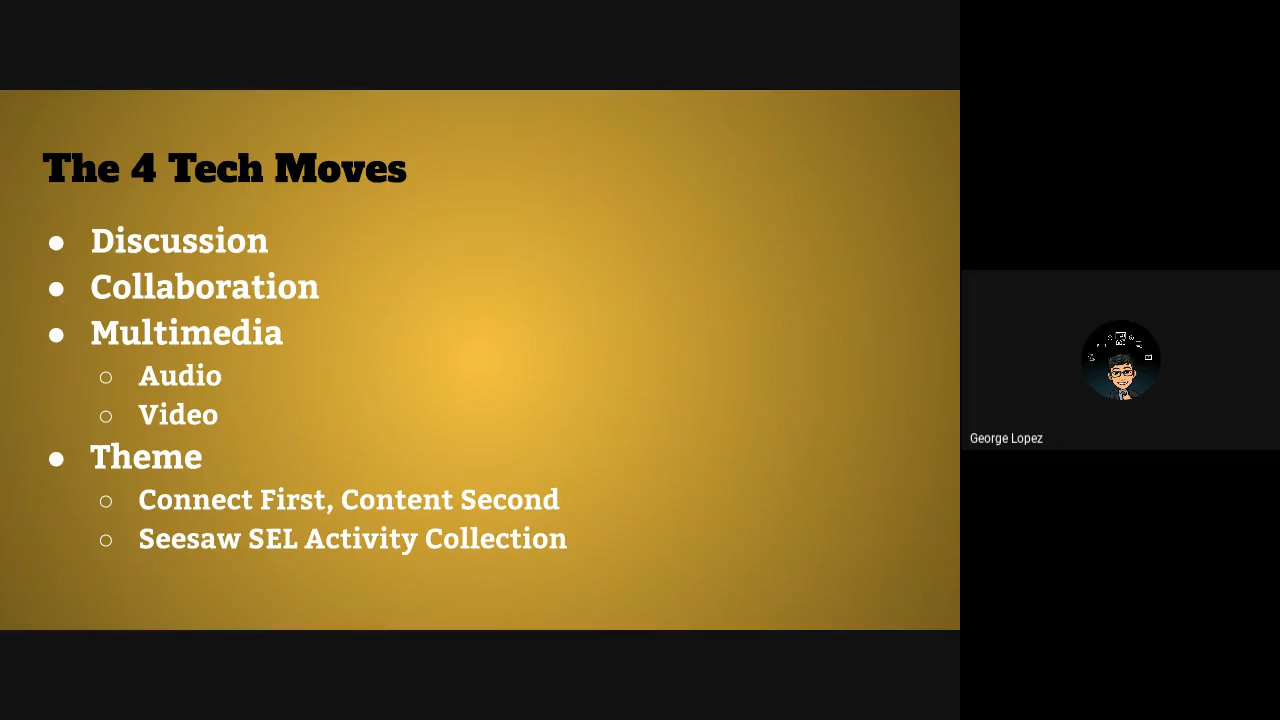 The 4 Tech Moves
● Discussion
● Collaboration
● Multimedia
○ Audio
○ Video
● Theme
○ Connect First, Content Second
○ Seesaw SEL Activity Collection
George Lopez